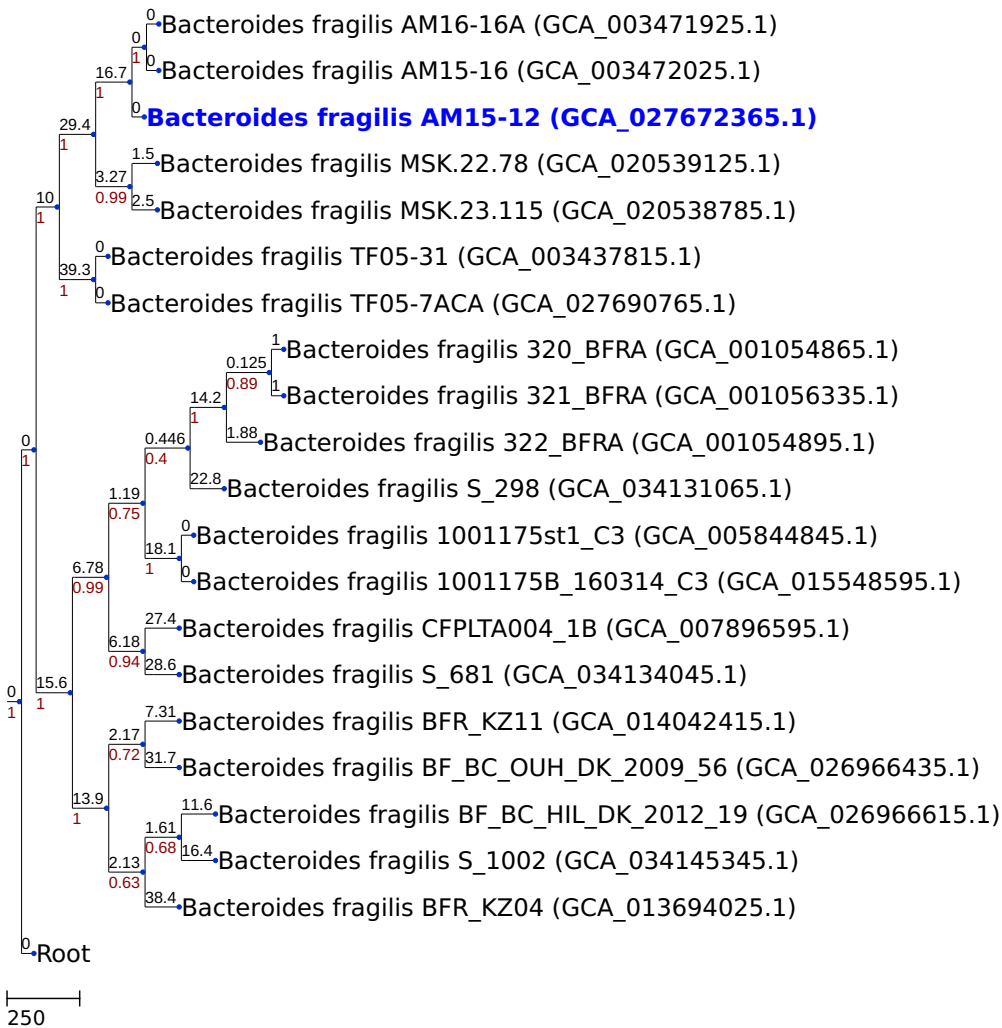 0
Bacteroides fragilis AM16-16A (GCA_003471925.1)
0
1
0
Bacteroides fragilis AM15-16 (GCA_003472025.1)
16.7
1
0
Bacteroides fragilis AM15-12 (GCA_027672365.1)
29.4
1
1.5
Bacteroides fragilis MSK.22.78 (GCA_020539125.1)
3.27
0.99
2.5
Bacteroides fragilis MSK.23.115 (GCA_020538785.1)
10
1
0
Bacteroides fragilis TF05-31 (GCA_003437815.1)
39.3
1
0
Bacteroides fragilis TF05-7ACA (GCA_027690765.1)
1
Bacteroides fragilis 320_BFRA (GCA_001054865.1)
0.125
0.89
1
Bacteroides fragilis 321_BFRA (GCA_001056335.1)
14.2
1
1.88
Bacteroides fragilis 322_BFRA (GCA_001054895.1)
0
1
0.446
0.4
22.8
Bacteroides fragilis S_298 (GCA_034131065.1)
1.19
0.75
0
Bacteroides fragilis 1001175st1_C3 (GCA_005844845.1)
18.1
1
0
Bacteroides fragilis 1001175B_160314_C3 (GCA_015548595.1)
6.78
0.99
27.4
Bacteroides fragilis CFPLTA004_1B (GCA_007896595.1)
6.18
0.94
28.6
Bacteroides fragilis S_681 (GCA_034134045.1)
0
1
15.6
1
7.31
Bacteroides fragilis BFR_KZ11 (GCA_014042415.1)
2.17
0.72
31.7
Bacteroides fragilis BF_BC_OUH_DK_2009_56 (GCA_026966435.1)
13.9
1
11.6
Bacteroides fragilis BF_BC_HIL_DK_2012_19 (GCA_026966615.1)
1.61
0.68
16.4
Bacteroides fragilis S_1002 (GCA_034145345.1)
2.13
0.63
38.4
Bacteroides fragilis BFR_KZ04 (GCA_013694025.1)
0
Root
250